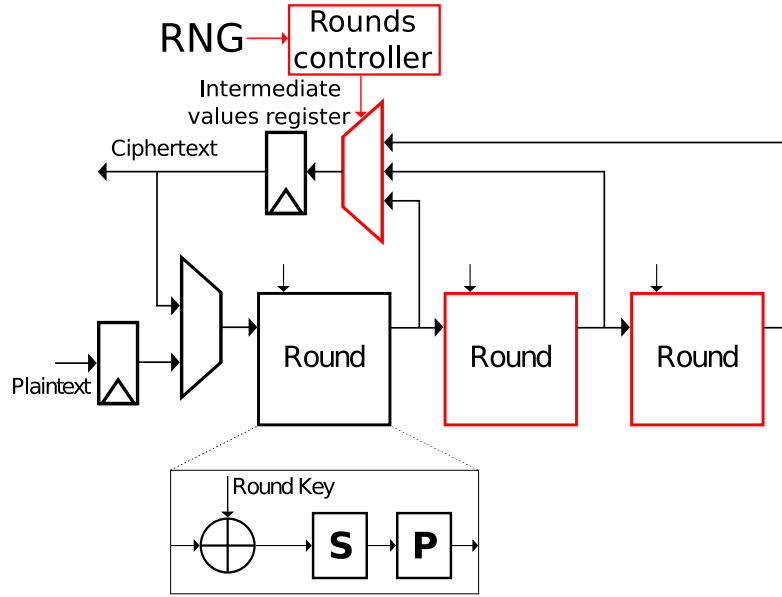 RNG
Rounds
controller
Intermediate
values register
Ciphertext
Round
Round
Round
Plaintext
Round Key
S
P